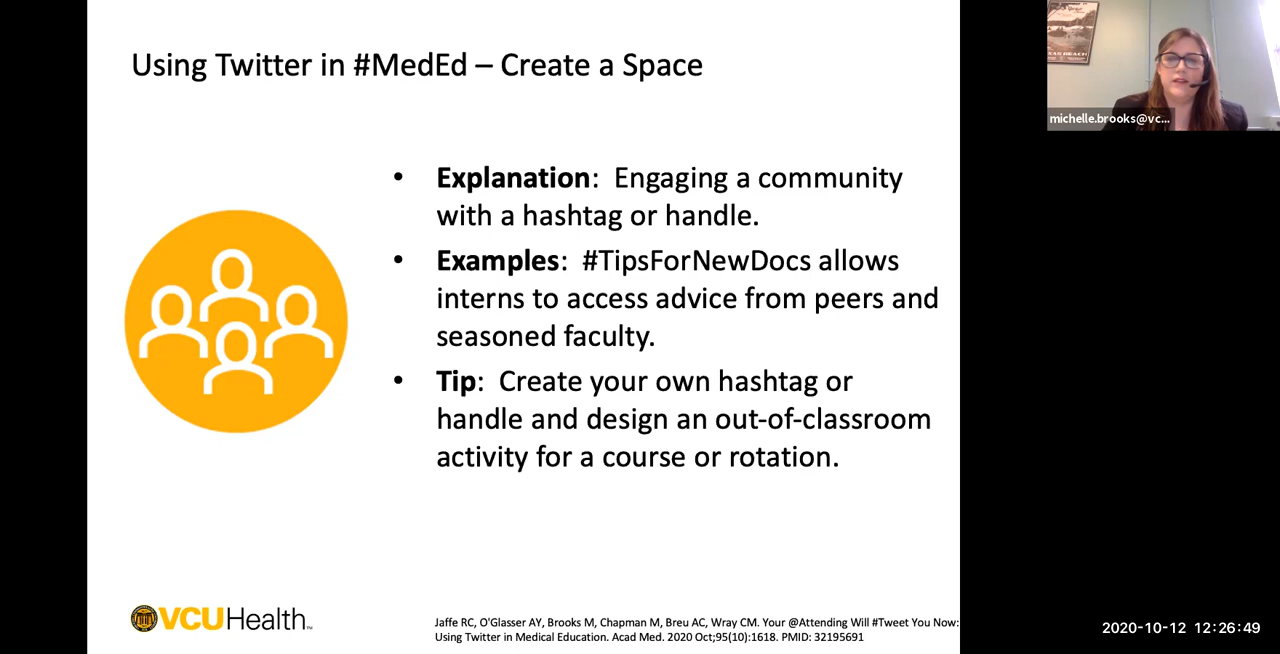 Using Twitter in #MedEd – Create a Space
• Explanation: Engaging a community
with a hashtag or handle.
• Examples: #TipsForNewDocs allows
interns to access advice from peers and
seasoned faculty.
• Tip: Create your own hashtag or
handle and design an out-of-classroom
activity for a course or rotation.
VCUHealth™
Jaffe RC, O'Glasser AY, Brooks M, Chapman M, Breu AC, Wray CM. Your @Attending Will #Tweet You Now:
Using Twitter in Medical Education. Acad Med. 2020 Oct;95(10):1618. PMID: 32195691
michelle.brooks@vc...
2020-10-12 12:26:49